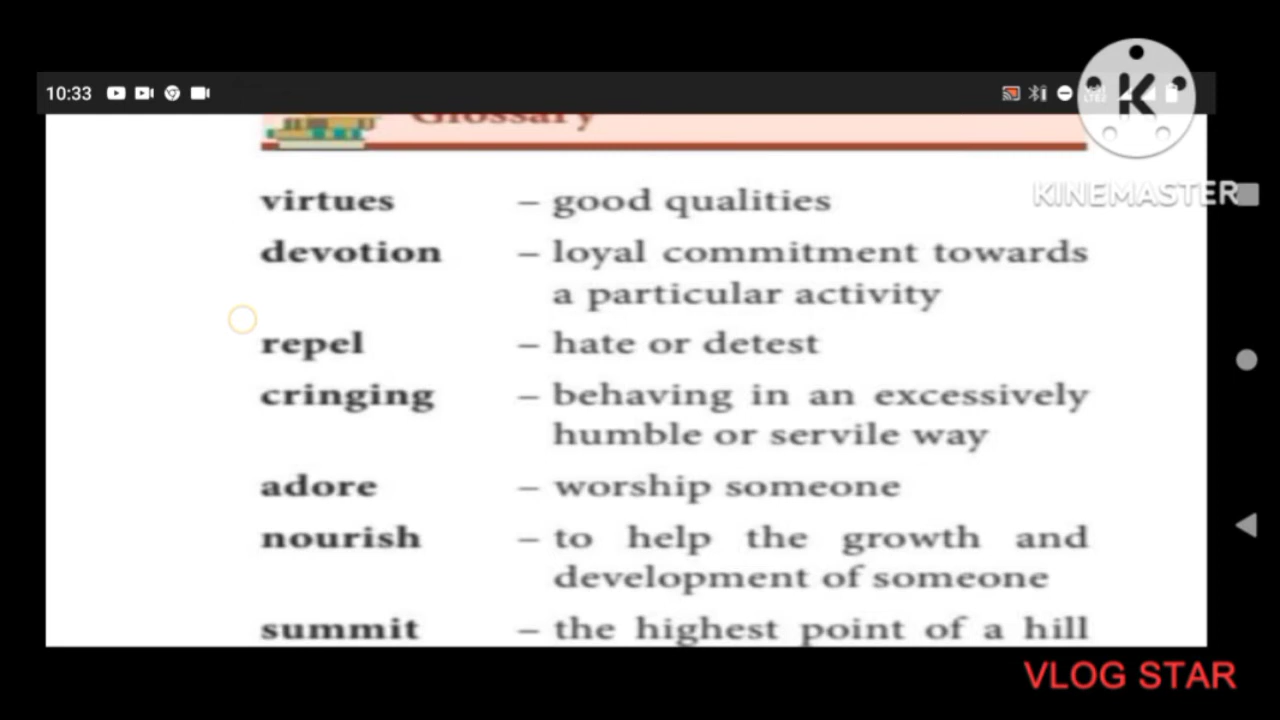 10:33
KINEMASTER
Glossary
virtues – good qualities
devotion – loyal commitment towards
a particular activity
repel – hate or detest
cringing – behaving in an excessively
humble or servile way
adore – worship someone
nourish – to help the growth and
development of someone
summit – the highest point of a hill
VLOG STAR